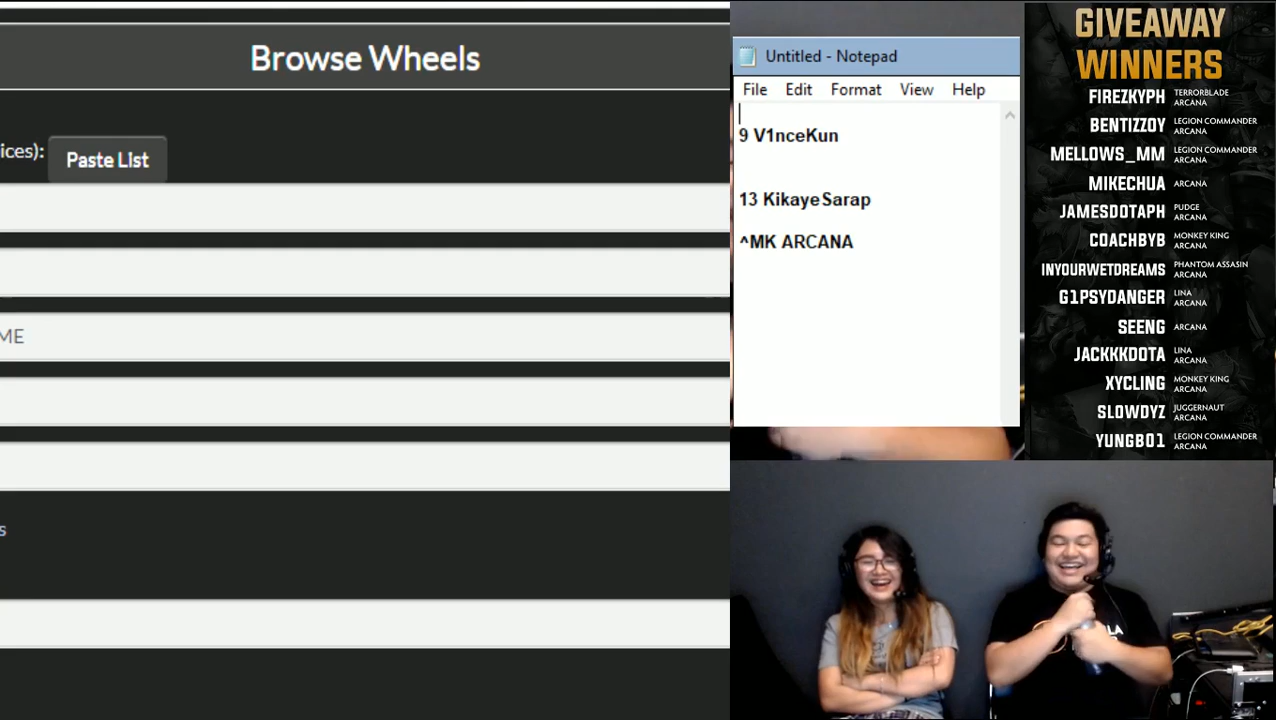 Browse Wheels
ices):
Paste List
ME
s
Untitled - Notepad
File Edit Format View Help
9 V1nceKun
13 KikayeSarap
^MK ARCANA
GIVEAWAY
WINNERS
FIREZKYPH TERRORBLADE ARCANA
BENTIZZOY LEGION COMMANDER ARCANA
MELLOWS_MM LEGION COMMANDER ARCANA
MIKECHUA ARCANA
JAMESDOTAPH PUDGE ARCANA
COACHBYB MONKEY KING ARCANA
INYOURWETDREAMS PHANTOM ASSASIN ARCANA
G1PSYDANGER LINA ARCANA
SEENG ARCANA
JACKKKDOTA LINA ARCANA
XYCLING MONKEY KING ARCANA
SLOWDYZ JUGGERNAUT ARCANA
YUNGB01 LEGION COMMANDER ARCANA
LA